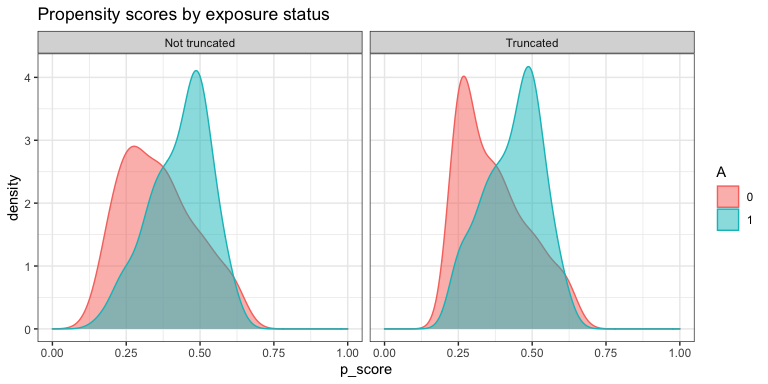 Propensity scores by exposure status
Not truncated
Truncated
density
4
3
2
1
0
0.00 0.25 0.50 0.75 1.00
0.00 0.25 0.50 0.75 1.00
p_score
A
0
1